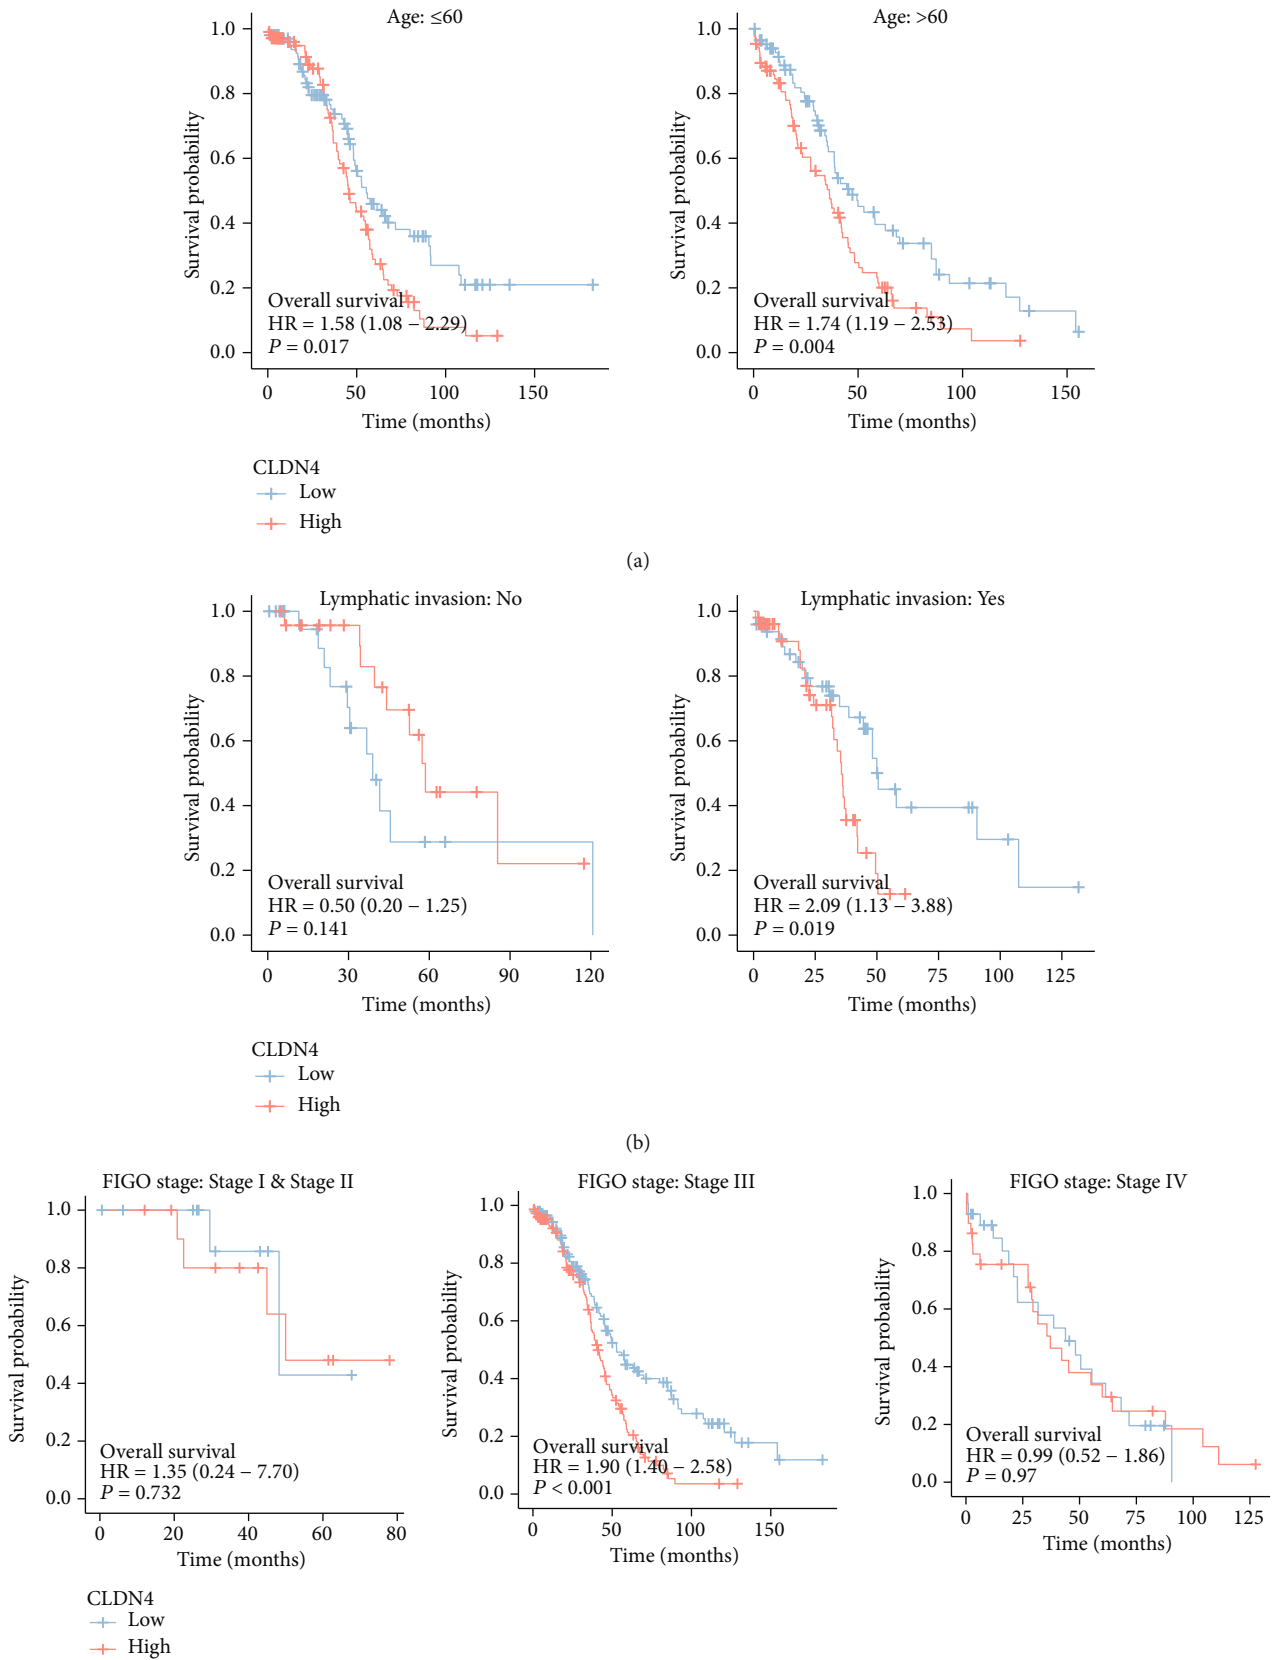 Age: ≤60
Survival probability
1.0
0.8
0.6
0.4
0.2
0.0
Overall survival
HR = 1.58 (1.08 – 2.29)
P = 0.017
0 50 100 150
Time (months)
Age: >60
Survival probability
1.0
0.8
0.6
0.4
0.2
0.0
Overall survival
HR = 1.74 (1.19 – 2.53)
P = 0.004
0 50 100 150
Time (months)
CLDN4
Low
High
(a)
Lymphatic invasion: No
Survival probability
1.0
0.8
0.6
0.4
0.2
0.0
Overall survival
HR = 0.50 (0.20 – 1.25)
P = 0.141
0 30 60 90 120
Time (months)
Lymphatic invasion: Yes
Survival probability
1.0
0.8
0.6
0.4
0.2
0.0
Overall survival
HR = 2.09 (1.13 – 3.88)
P = 0.019
0 25 50 75 100 125
Time (months)
CLDN4
Low
High
(b)
FIGO stage: Stage I & Stage II
Survival probability
1.0
0.8
0.6
0.4
0.2
0.0
Overall survival
HR = 1.35 (0.24 – 7.70)
P = 0.732
0 20 40 60 80
Time (months)
FIGO stage: Stage III
Survival probability
1.0
0.8
0.6
0.4
0.2
0.0
Overall survival
HR = 1.90 (1.40 – 2.58)
P < 0.001
0 50 100 150
Time (months)
FIGO stage: Stage IV
Survival probability
1.0
0.8
0.6
0.4
0.2
0.0
Overall survival
HR = 0.99 (0.52 – 1.86)
P = 0.97
0 25 50 75 100 125
Time (months)
CLDN4
Low
High